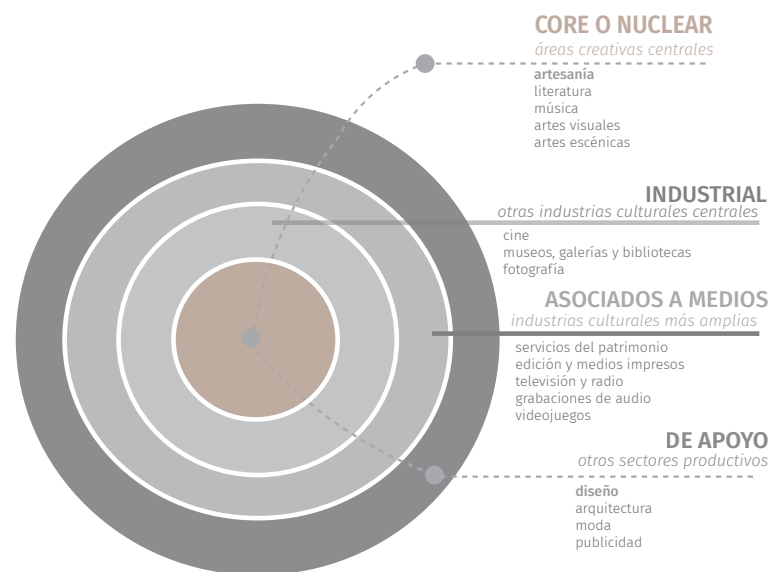 CORE O NUCLEAR
áreas creativas centrales
artesanía
literatura
música
artes visuales
artes escénicas
INDUSTRIAL
otras industrias culturales centrales
cine
museos, galerías y bibliotecas
fotografía
ASOCIADOS A MEDIOS
industrias culturales más amplias
servicios del patrimonio
edición y medios impresos
televisión y radio
grabaciones de audio
videojuegos
DE APOYO
otros sectores productivos
diseño
arquitectura
moda
publicidad